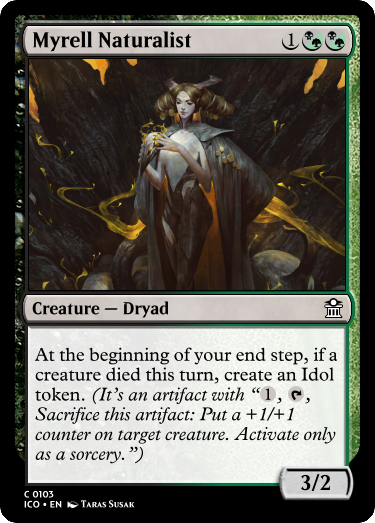 Myrell Naturalist 1
Creature — Dryad
At the beginning of your end step, if a
creature died this turn, create an Idol
token. (It's an artifact with “1, ,
Sacrifice this artifact: Put a +1/+1
counter on target creature. Activate only
as a sorcery.”)
3/2
C 0103
ICO • EN Taras Susak